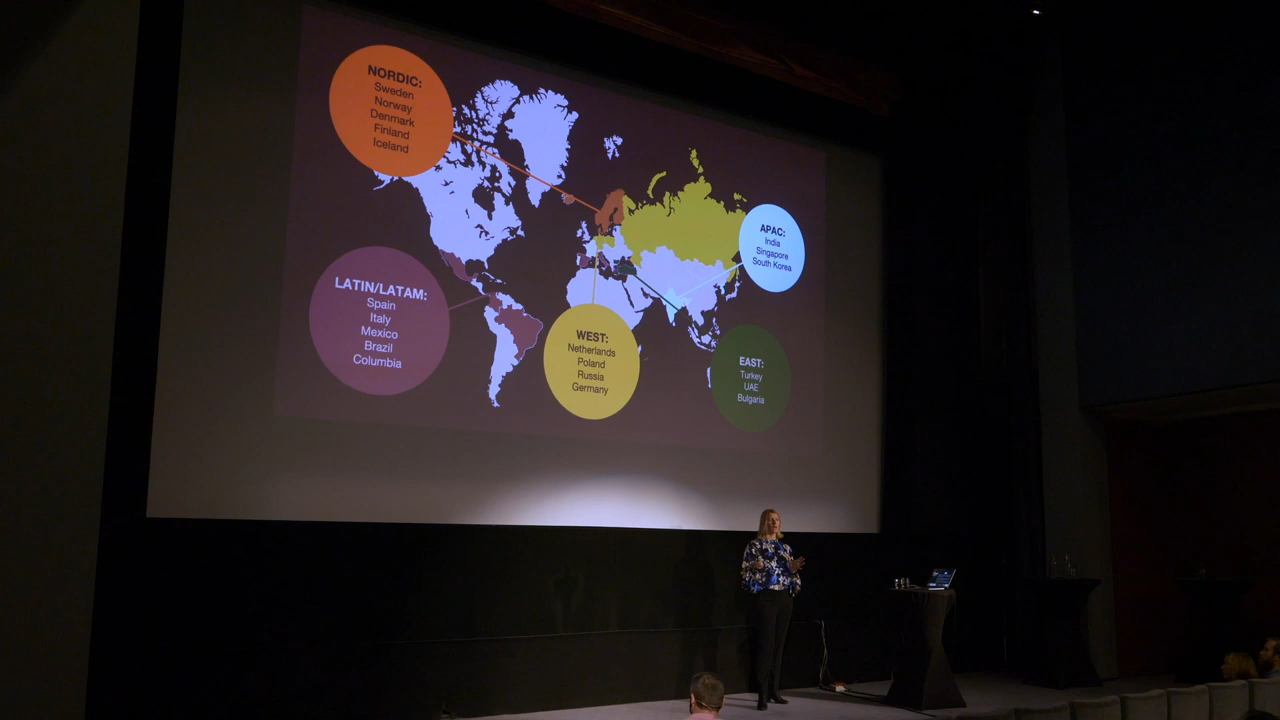 NORDIC:
Sweden
Norway
Denmark
Finland
Iceland
LATIN/LATAM:
Spain
Italy
Mexico
Brazil
Columbia
WEST:
Netherlands
Poland
Russia
Germany
APAC:
India
Singapore
South Korea
EAST:
Turkey
UAE
Bulgaria